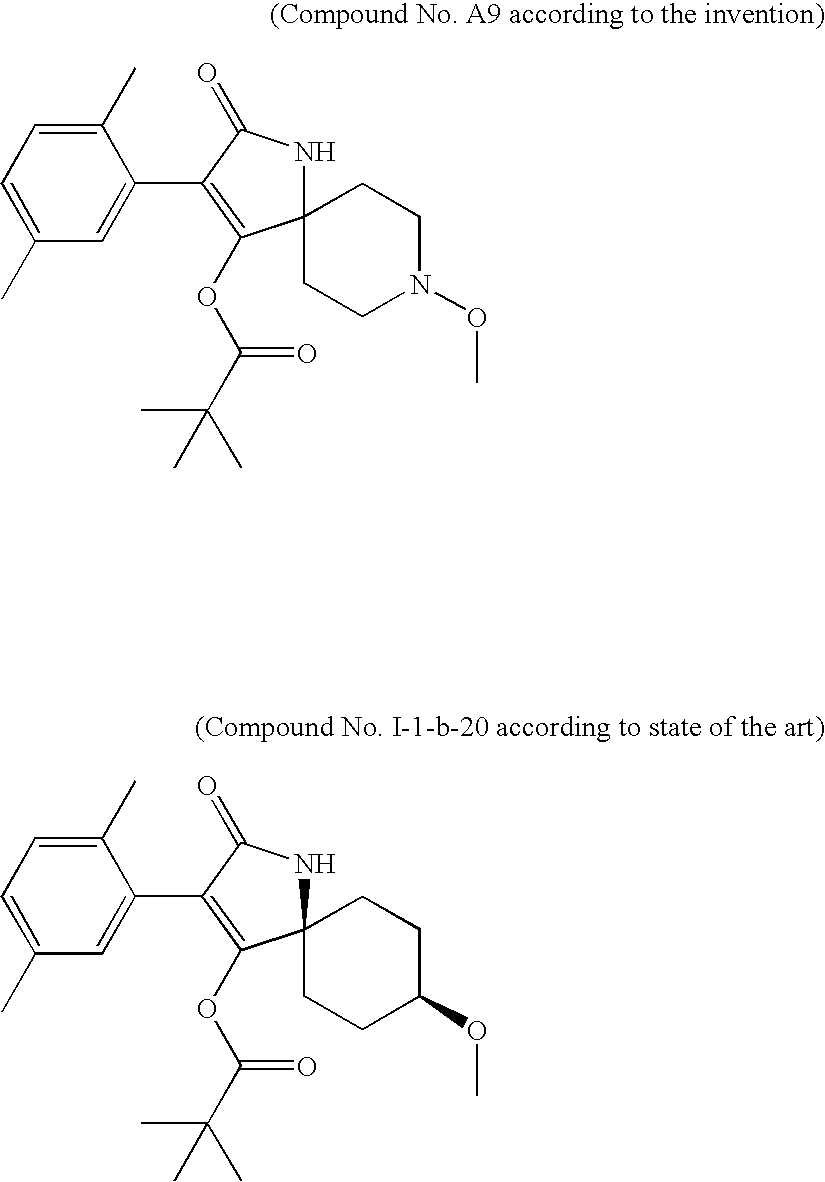 (Compound No. A9 according to the invention)
O
NH
N
O
O
O
(Compound No. I-1-b-20 according to state of the art)
O
NH
O
O
O